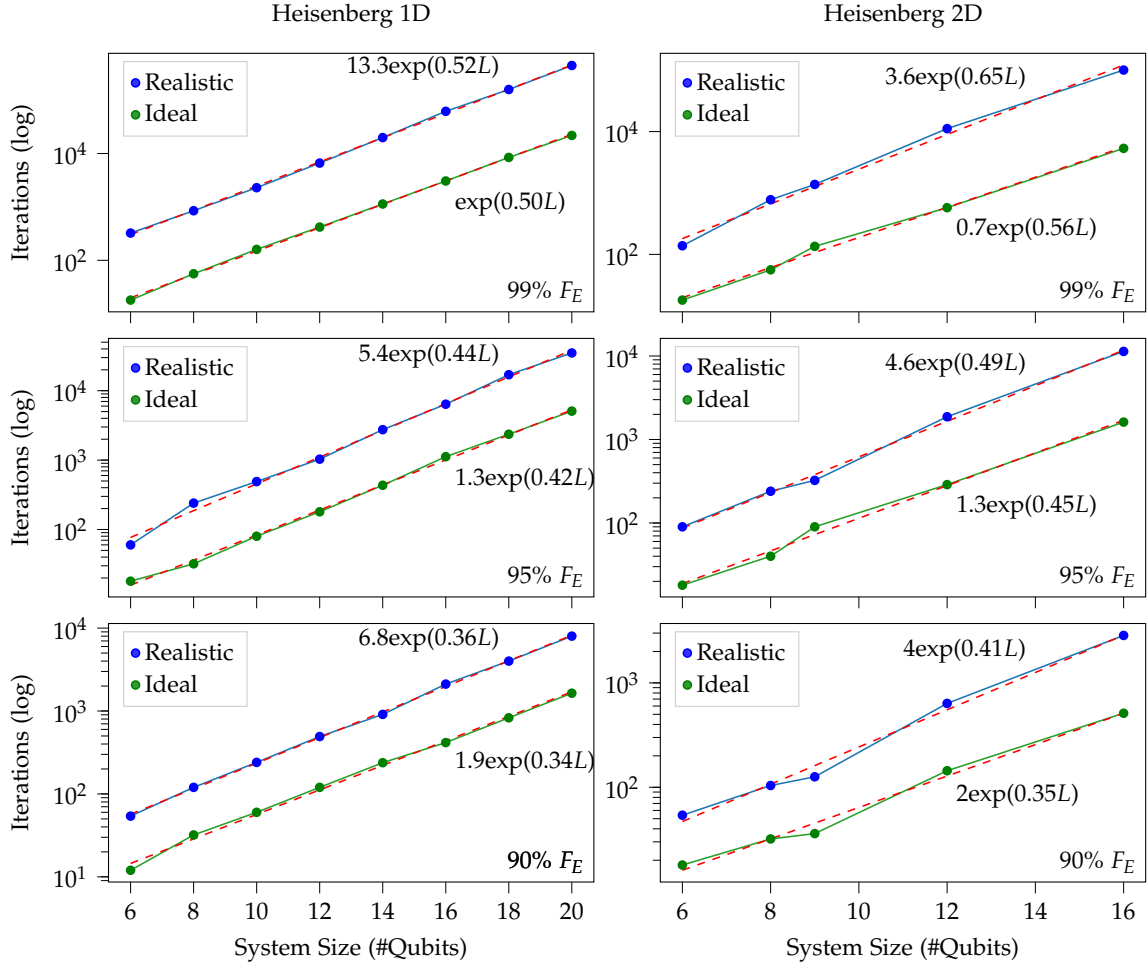 Heisenberg 1D
Heisenberg 2D
Iterations (log)
10^4
10^2
Realistic
Ideal
13.3exp(0.52L)
exp(0.50L)
99% F_E
10^4
10^2
Realistic
Ideal
3.6exp(0.65L)
0.7exp(0.56L)
99% F_E
Iterations (log)
10^4
10^3
10^2
Realistic
Ideal
5.4exp(0.44L)
1.3exp(0.42L)
95% F_E
10^4
10^3
10^2
Realistic
Ideal
4.6exp(0.49L)
1.3exp(0.45L)
95% F_E
Iterations (log)
10^4
10^3
10^2
10^1
Realistic
Ideal
6.8exp(0.36L)
1.9exp(0.34L)
90% F_E
6 8 10 12 14 16 18 20
System Size (#Qubits)
10^3
10^2
Realistic
Ideal
4exp(0.41L)
2exp(0.35L)
90% F_E
6 8 10 12 14 16
System Size (#Qubits)